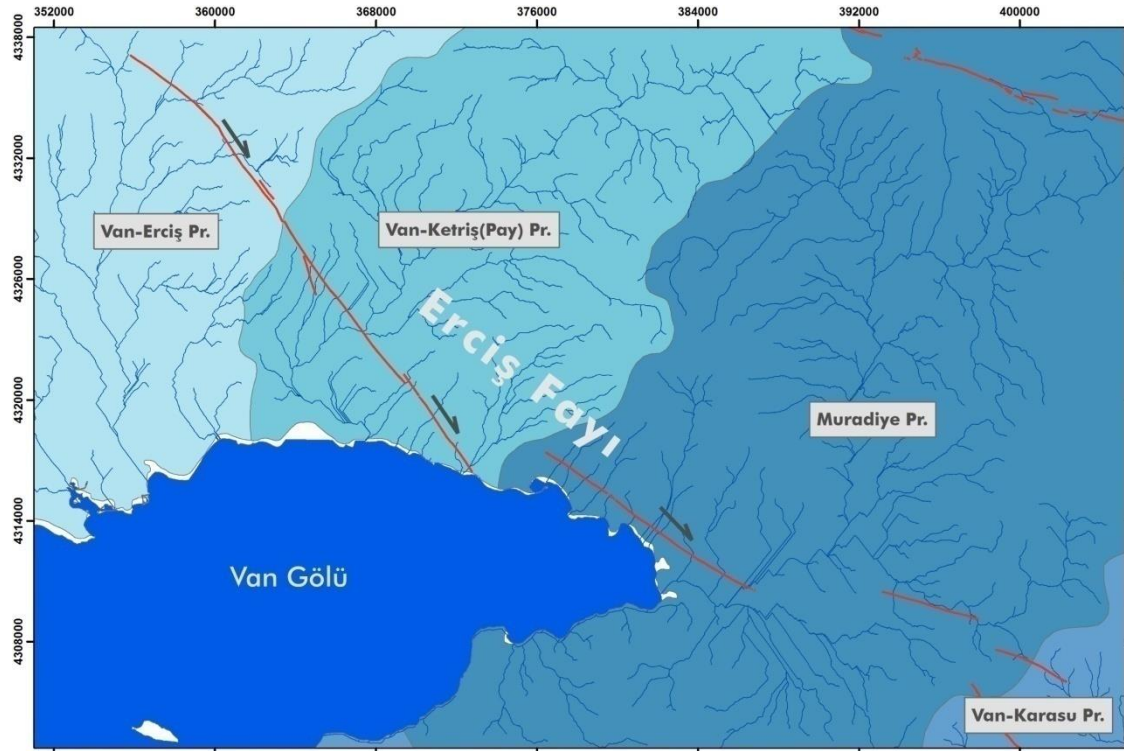 352000 360000 368000 376000 384000 392000 400000
4338000
4332000
4326000
4320000
4314000
4308000
Van-Erciş Pr.
Van-Ketriş(Pay) Pr.
Erciş Fayı
Muradiye Pr.
Van Gölü
Van-Karasu Pr.